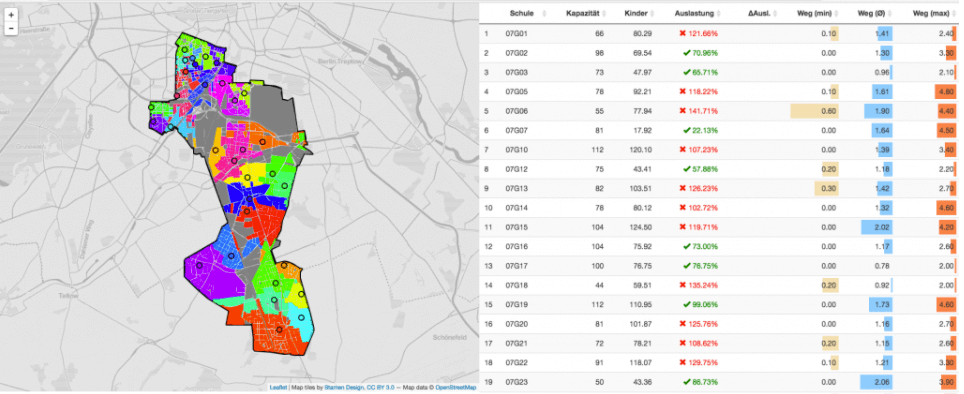 +
−
Berlin-Treptow
Teltow
Schönefeld
Leaflet | Map tiles by Stamen Design, CC BY 3.0 — Map data © OpenStreetMap
Schule Kapazität Kinder Auslastung ΔAusl. Weg (min) Weg (Ø) Weg (max)
1 07G01 66 80.29 ✖ 121.66% 0.10 1.41 2.40
2 07G02 98 69.54 ✔ 70.96% 0.00 1.30 3.30
3 07G03 73 47.97 ✔ 65.71% 0.00 0.96 2.10
4 07G05 78 92.21 ✖ 118.22% 0.10 1.61 4.60
5 07G06 55 77.94 ✖ 141.71% 0.60 1.90 4.40
6 07G07 81 17.92 ✔ 22.13% 0.00 1.64 4.50
7 07G10 112 120.10 ✖ 107.23% 0.00 1.39 3.40
8 07G12 75 43.41 ✔ 57.88% 0.20 1.18 2.20
9 07G13 82 103.51 ✖ 126.23% 0.30 1.42 2.70
10 07G14 78 80.12 ✖ 102.72% 0.00 1.32 4.60
11 07G15 104 124.50 ✖ 119.71% 0.00 2.02 4.20
12 07G16 104 75.92 ✔ 73.00% 0.00 1.17 2.60
13 07G17 100 76.75 ✔ 76.75% 0.00 0.78 2.00
14 07G18 44 59.51 ✖ 135.24% 0.20 0.92 2.00
15 07G19 112 110.95 ✔ 99.06% 0.00 1.73 4.60
16 07G20 81 101.87 ✖ 125.76% 0.00 1.16 2.70
17 07G21 72 78.21 ✖ 108.62% 0.20 1.15 2.60
18 07G22 91 118.07 ✖ 129.75% 0.10 1.21 3.30
19 07G23 50 43.36 ✔ 86.73% 0.00 2.06 3.90